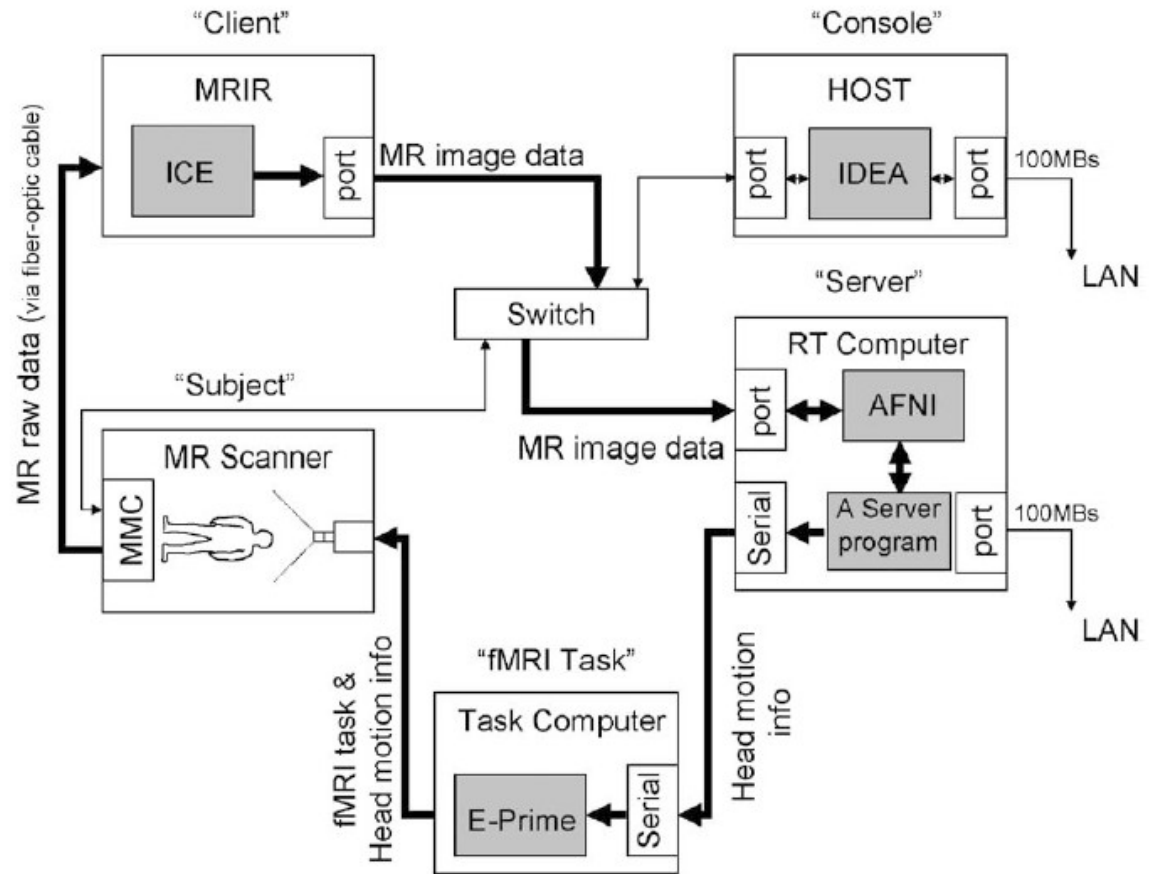 “Client”
MRIR
ICE
port
MR image data
MR raw data (via fiber-optic cable)
“Console”
HOST
port
IDEA
port
100MBs
LAN
Switch
“Server”
RT Computer
port
AFNI
MR image data
Serial
A Server
program
port
100MBs
LAN
“Subject”
MR Scanner
MMC
fMRI task &
Head motion info
“fMRI Task”
Task Computer
E-Prime
Serial
Head motion
info